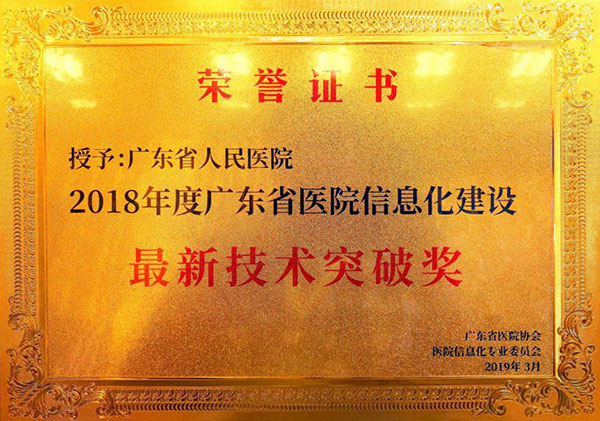 荣誉证书
授予:广东省人民医院
2018年度广东省医院信息化建设
最新技术突破奖
广东省医院协会
医院信息化专业委员会
2019年3月